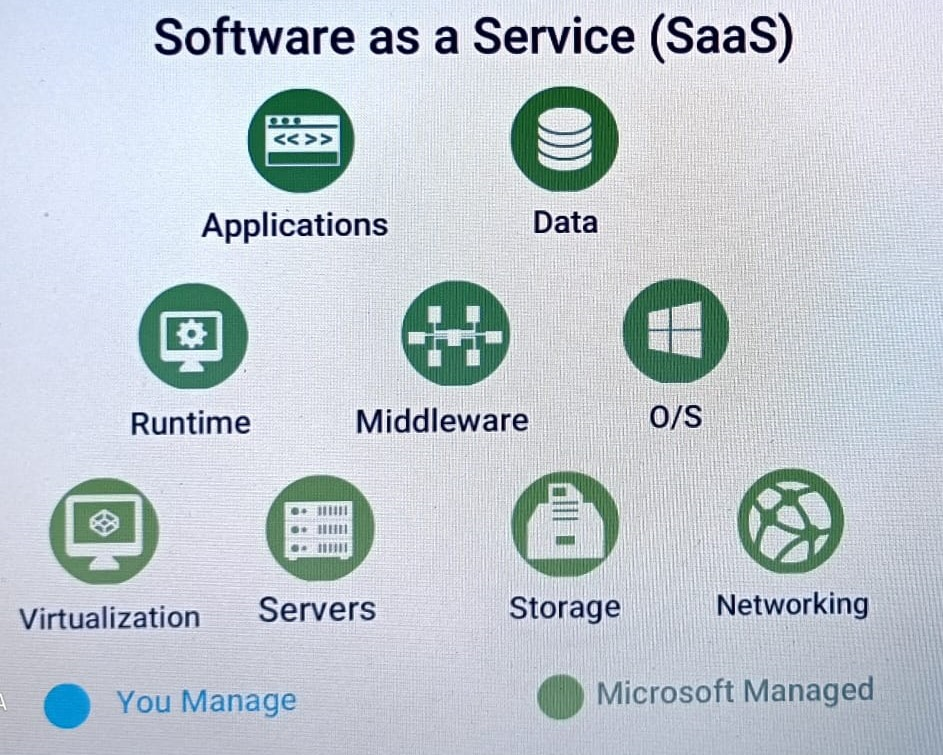 Software as a Service (SaaS)
<< >>
Applications
Data
Runtime
Middleware
O/S
Virtualization
Servers
Storage
Networking
A
You Manage
Microsoft Managed